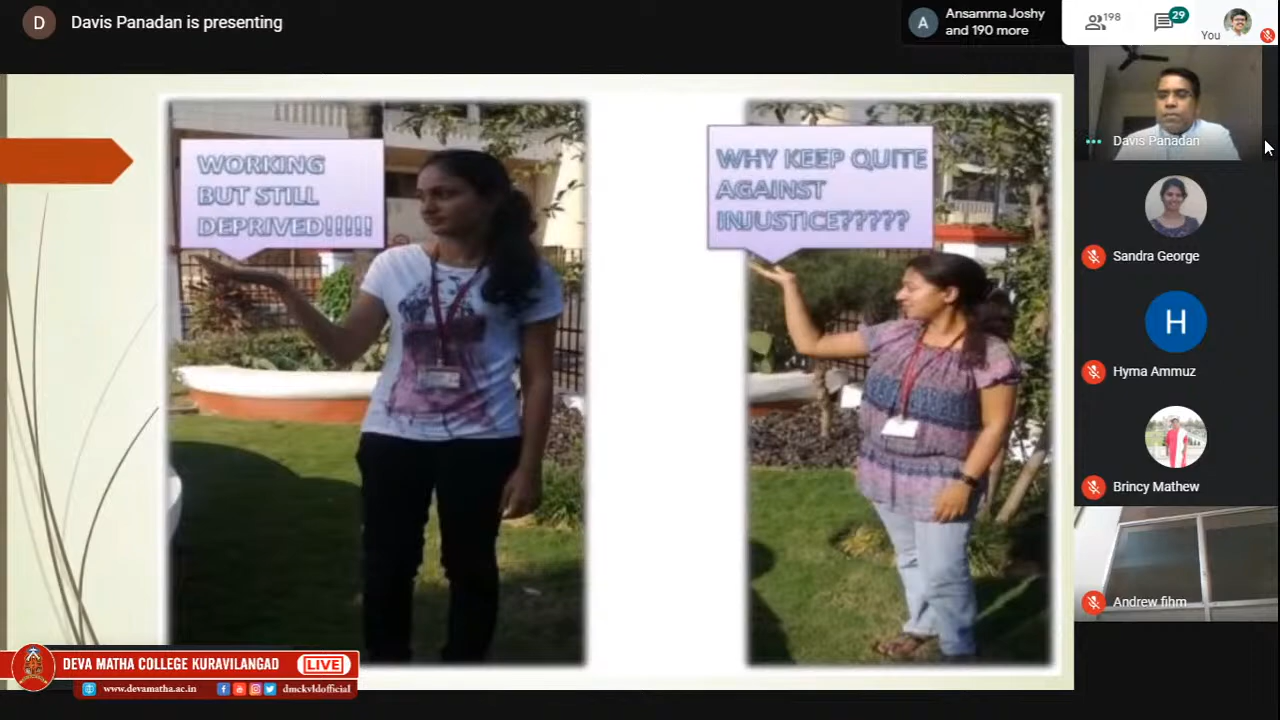 D
Davis Panadan is presenting
A
Ansamma Joshy
and 190 more
198
29
You
WORKING
BUT STILL
DEPRIVED!!!!!
WHY KEEP QUITE
AGAINST
INJUSTICE?????
Davis Panadan
Sandra George
H
Hyma Ammuz
Brincy Mathew
Andrew fihm
DEVA MATHA COLLEGE KURAVILANGAD
LIVE
www.devamatha.ac.in
dmckvldofficial